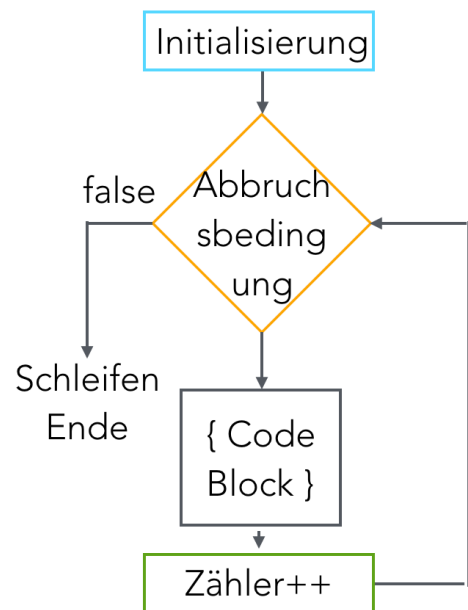 Initialisierung
false
Abbruch
sbeding
ung
Schleifen
Ende
{ Code
Block }
Zähler++